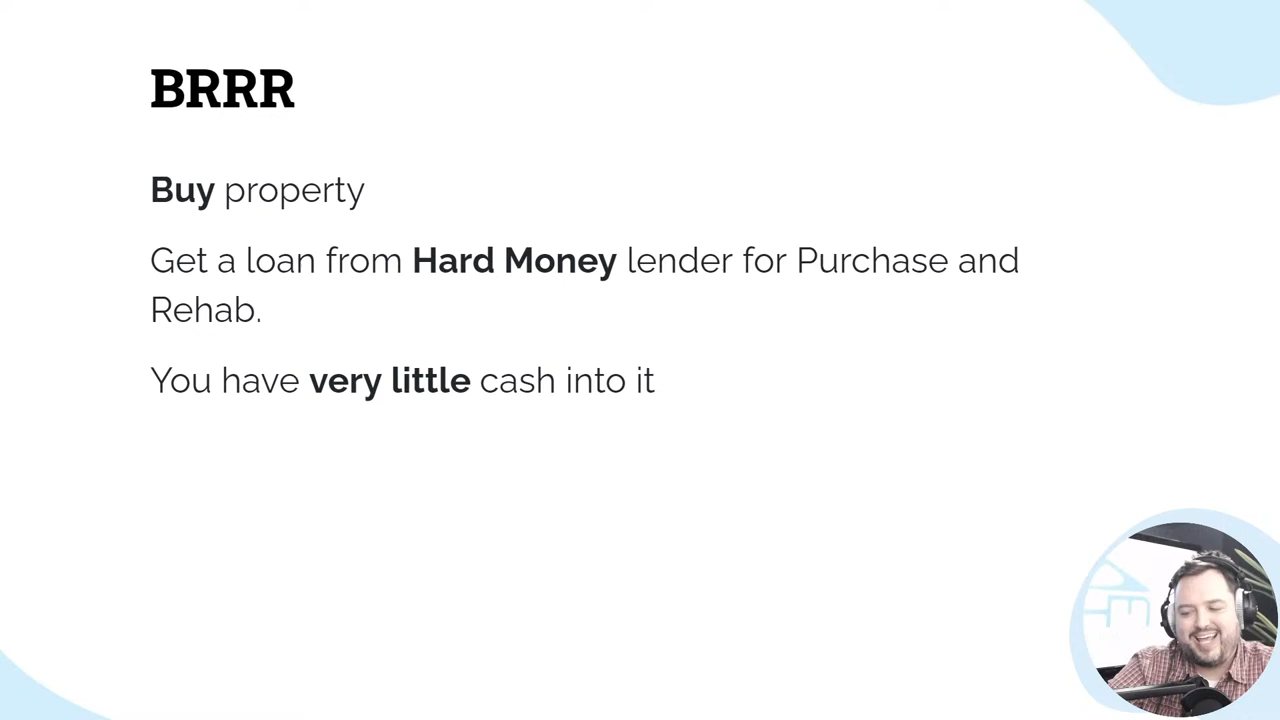 BRRR
Buy property
Get a loan from Hard Money lender for Purchase and
Rehab.
You have very little cash into it